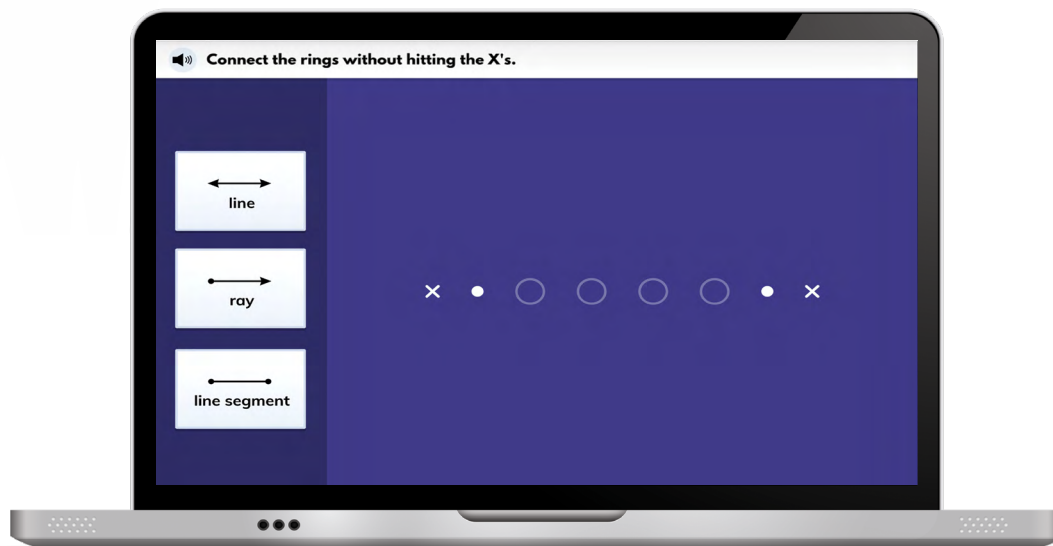 Connect the rings without hitting the X's.
line
ray
line segment